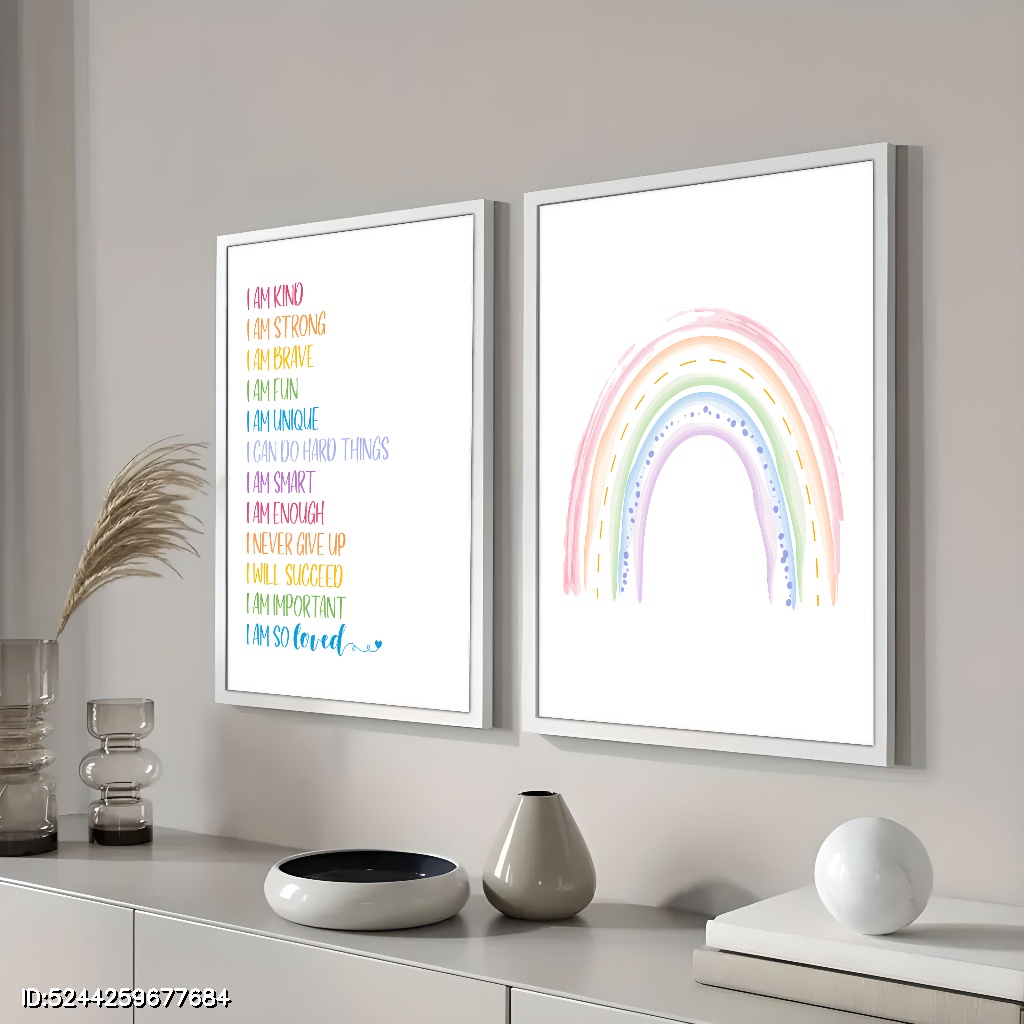 I AM KIND
I AM STRONG
I AM BRAVE
I AM FUN
I AM UNIQUE
I CAN DO HARD THINGS
I AM SMART
I AM ENOUGH
I NEVER GIVE UP
I WILL SUCCEED
I AM IMPORTANT
I AM SO loved
ID:5244259677684